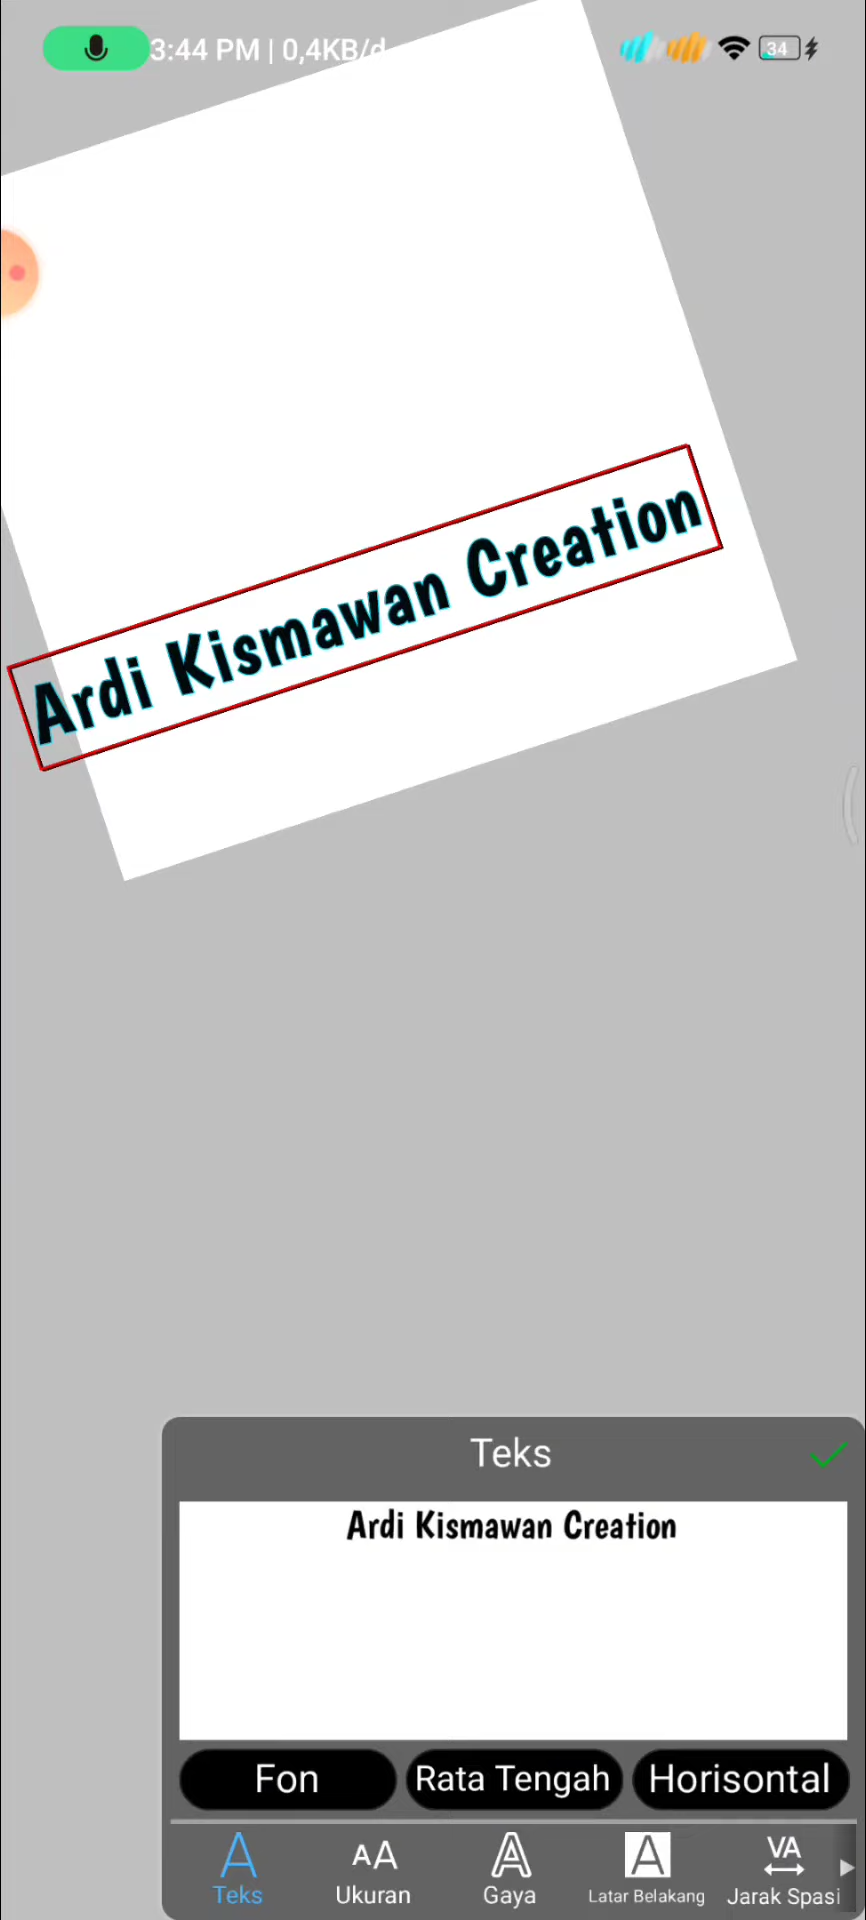 3:44 PM | 0,4KB/d
34
Ardi Kismawan Creation
Teks
Ardi Kismawan Creation
Fon
Rata Tengah
Horisontal
Teks
Ukuran
Gaya
Latar Belakang
Jarak Spasi